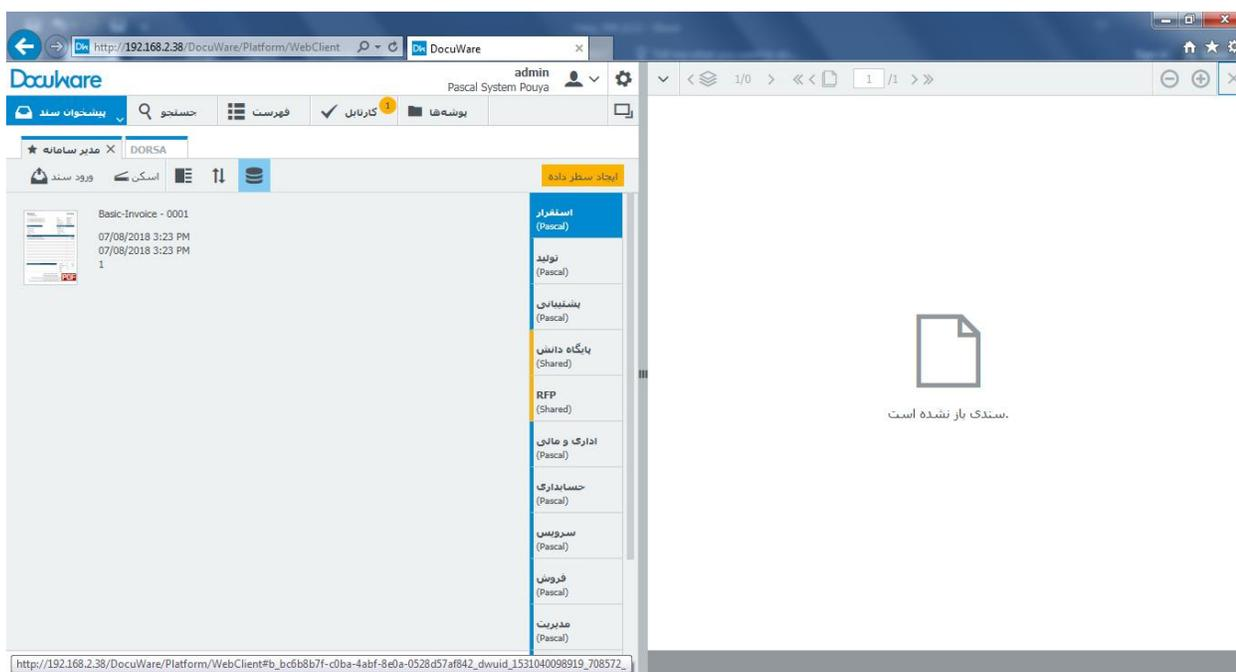 http://192.168.2.38/DocuWare/Platform/WebClient
DocuWare
DocuWare
admin
Pascal System Pouya
1/0
1 /1
پیشخوان سند
جستجو
فهرست
کارتابل 1
پوشه‌ها
مدیر سامانه
DORSA
ورود سند
اسکن
ایجاد سطر داده
Basic-Invoice - 0001
07/08/2018 3:23 PM
07/08/2018 3:23 PM
1
PDF
استقرار
(Pascal)
تولید
(Pascal)
پشتیبانی
(Pascal)
پایگاه دانش
(Shared)
RFP
(Shared)
اداری و مالی
(Pascal)
حسابداری
(Pascal)
سرویس
(Pascal)
فروش
(Pascal)
مدیریت
(Pascal)
سندی باز نشده است.
http://192.168.2.38/DocuWare/Platform/WebClient#b_bc6b8b7f-c0ba-4abf-8e0a-0528d57af842_dwuid_1531040098919_708572_